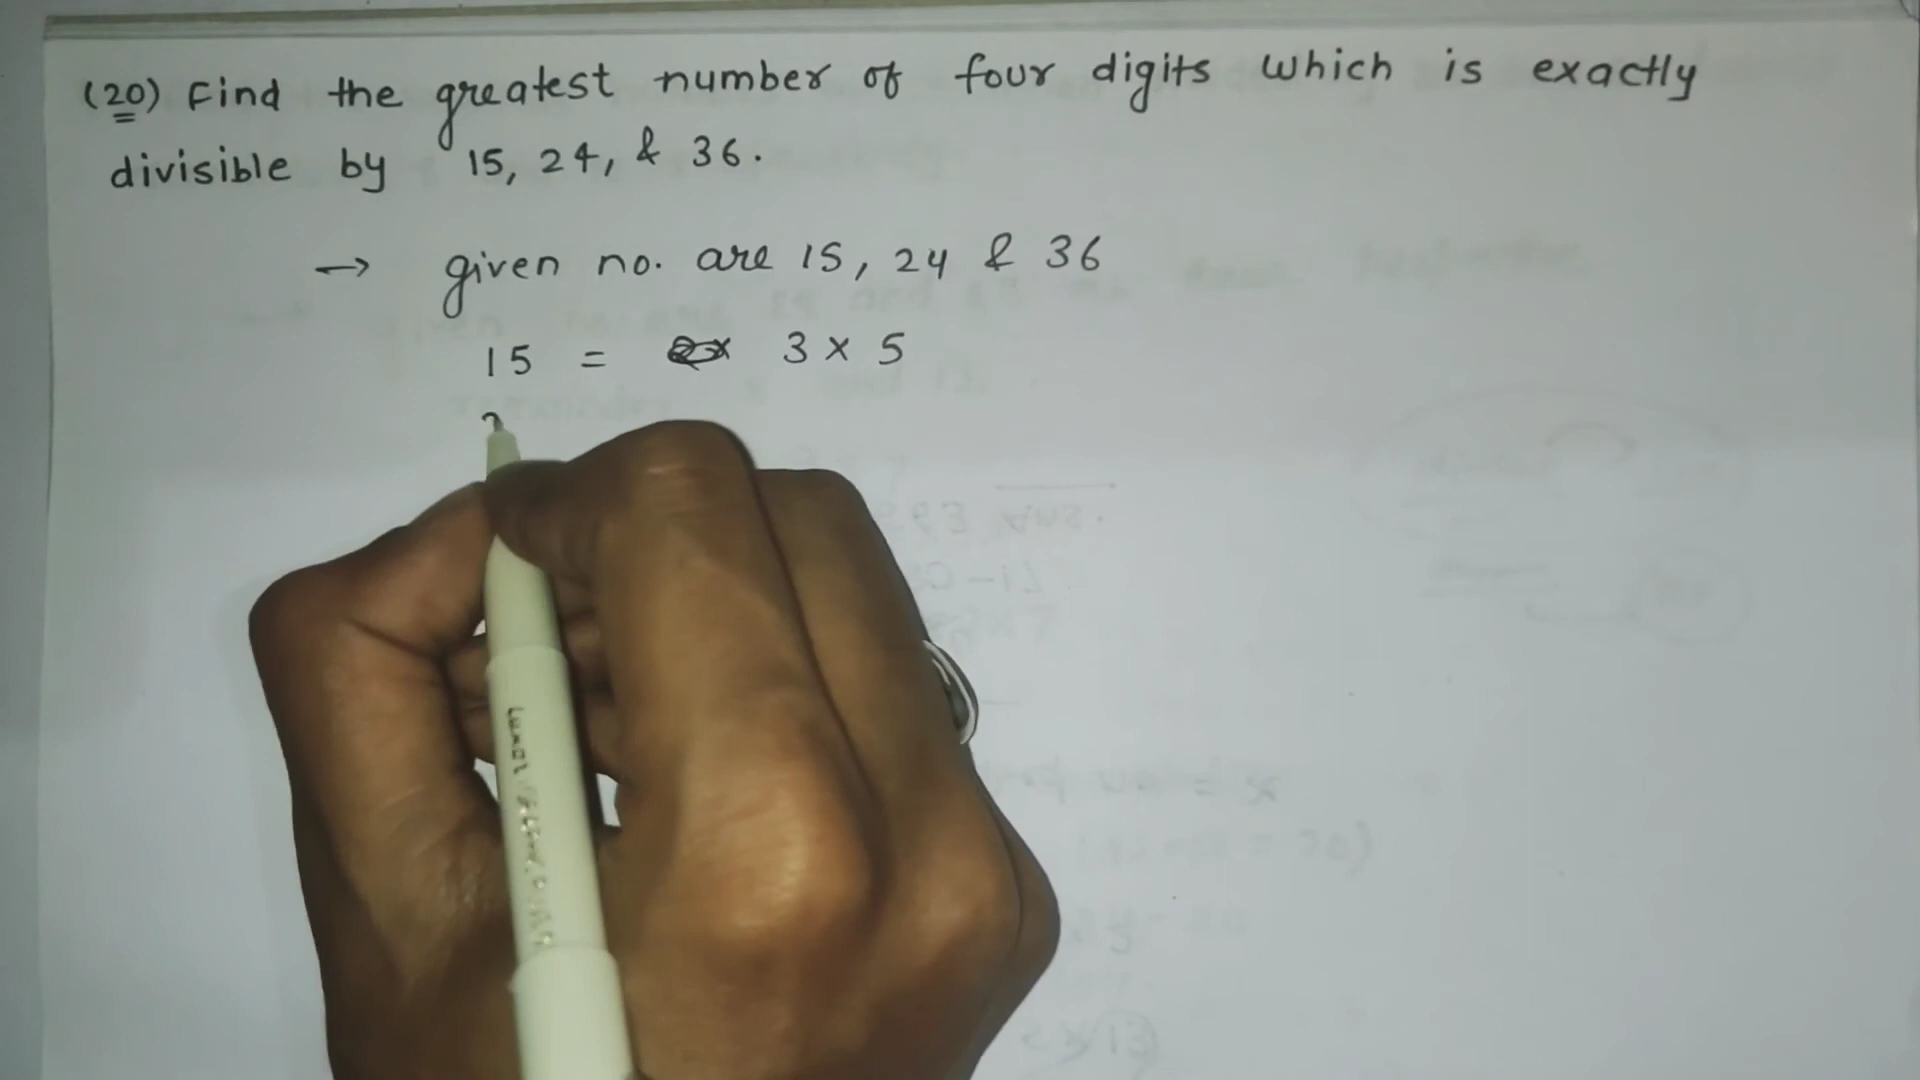 (20) Find the greatest number of four digits which is exactly
divisible by 15, 24, & 36.
→ given no. are 15, 24 & 36
15 = 3 × 5
2